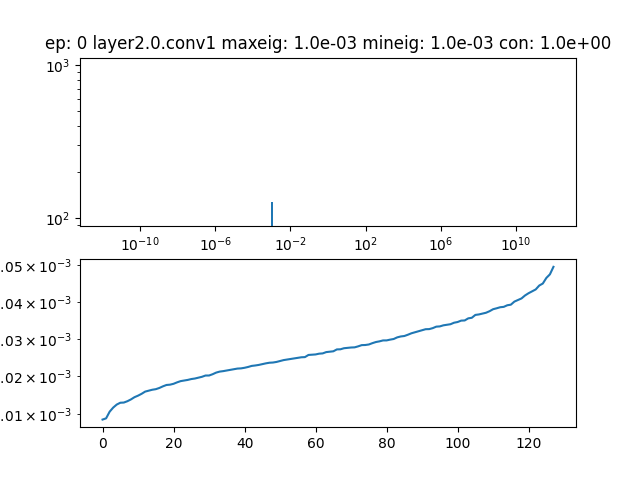 ep: 0 layer2.0.conv1 maxeig: 1.0e-03 mineig: 1.0e-03 con: 1.0e+00
10³
10²
10⁻¹⁰ 10⁻⁶ 10⁻² 10² 10⁶ 10¹⁰
.05 × 10⁻³
.04 × 10⁻³
.03 × 10⁻³
.02 × 10⁻³
.01 × 10⁻³
0 20 40 60 80 100 120